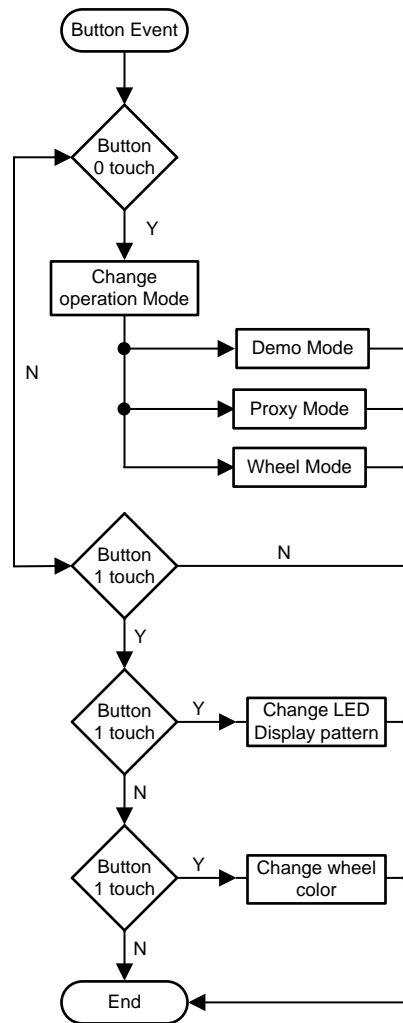 Button Event
Button
0 touch
Y
Change
operation Mode
Demo Mode
N
Proxy Mode
Wheel Mode
Button
1 touch
N
Y
Button
1 touch
Y
Change LED
Display pattern
N
Button
1 touch
Y
Change wheel
color
N
End